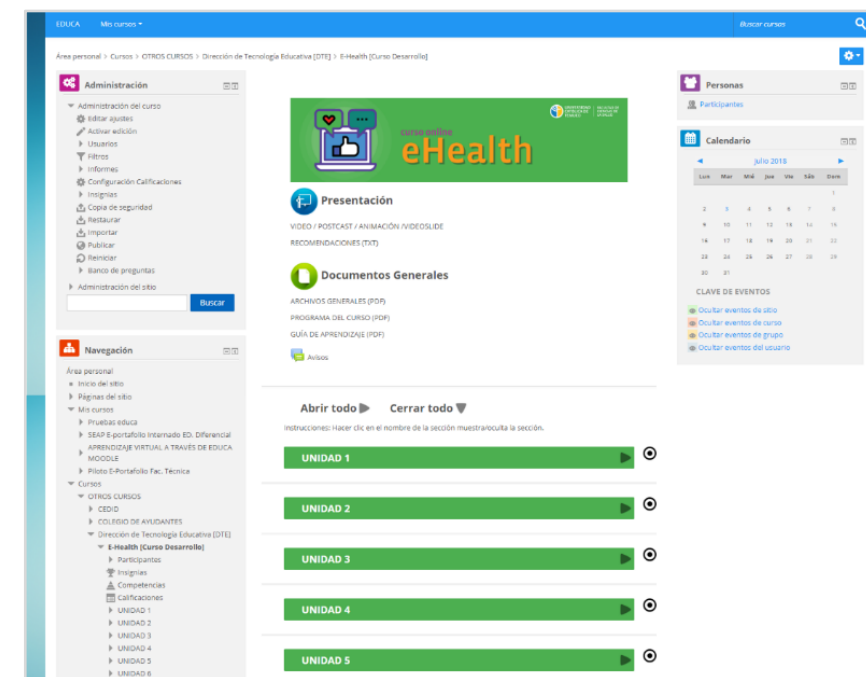 EDUCA Mis cursos
Buscar cursos
Área personal > Cursos > OTROS CURSOS > Dirección de Tecnología Educativa [DTE] > E-Health [Curso Desarrollo]
Administración
Administración del curso
Editar ajustes
Activar edición
Usuarios
Filtros
Informes
Configuración Calificaciones
Insignias
Copia de seguridad
Restaurar
Importar
Publicar
Reiniciar
Banco de preguntas
Administración del sitio
Buscar
Navegación
Área personal
Inicio del sitio
Páginas del sitio
Mis cursos
Pruebas educa
SEAP E-portafolio Internado ED. Diferencial
APRENDIZAJE VIRTUAL A TRAVÉS DE EDUCA
MOODLE
Piloto E-Portafolio Fac. Técnica
Cursos
OTROS CURSOS
CEDID
COLEGIO DE AYUDANTES
Dirección de Tecnología Educativa [DTE]
E-Health [Curso Desarrollo]
Participantes
Insignias
Competencias
Calificaciones
UNIDAD 1
UNIDAD 2
UNIDAD 3
UNIDAD 4
UNIDAD 5
UNIDAD 6
curso online
eHealth
Presentación
VIDEO / POSTCAST / ANIMACIÓN /VIDEOSLIDE
RECOMENDACIONES (TXT)
Documentos Generales
ARCHIVOS GENERALES (PDF)
PROGRAMA DEL CURSO (PDF)
GUÍA DE APRENDIZAJE (PDF)
Avisos
Abrir todo Cerrar todo
Instrucciones: Hacer clic en el nombre de la sección muestra/oculta la sección.
UNIDAD 1
UNIDAD 2
UNIDAD 3
UNIDAD 4
UNIDAD 5
Personas
Participantes
Calendario
julio 2018
Lun Mar Mié Jue Vie Sáb Dom
1
2 3 4 5 6 7 8
9 10 11 12 13 14 15
16 17 18 19 20 21 22
23 24 25 26 27 28 29
30 31
CLAVE DE EVENTOS
Ocultar eventos de sitio
Ocultar eventos de curso
Ocultar eventos de grupo
Ocultar eventos del usuario